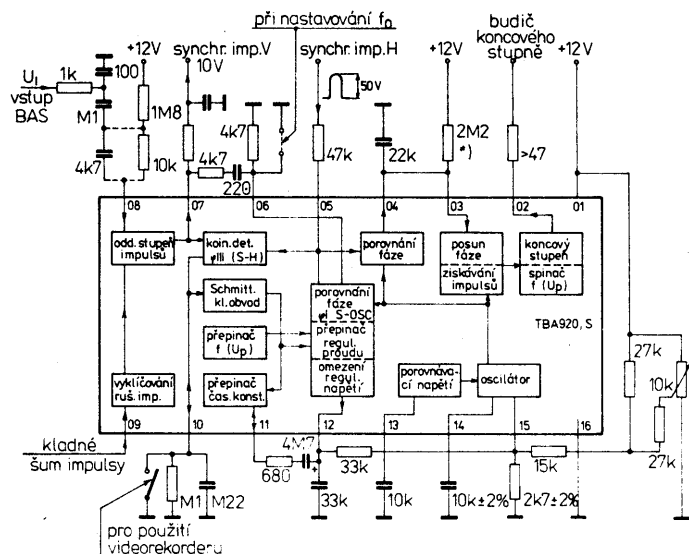 při nastavování f₀
+12V
synchr. imp.V
synchr. imp.H
+12V
budič
koncového
stupně
+12V
10V
50V
U₁
vstup
BAS
1k
100
M1
1M8
4k7
10k
4k7
4k7
220
47k
22k
2M2
*)
>47
08
07
06
05
04
03
02
01
odd. stupeň
impulsů
koin.det.
φIII (S-H)
porovnání
fáze
posun
fáze
získávání
impulsů
koncový
stupeň
spínač
f (Up)
Schmitt.
kl.obvod
přepínač
f (Up)
přepínač
čas. konst.
porovnání
fáze
φI S-OSC
přepínač
regul.
proudu
omezení
regul.
napětí
porovnáva-
cí napětí
oscilátor
TBA920, S
vyklíčování
ruš. imp.
09
10
11
12
13
14
15
16
kladné
šum impulsy
M1
M22
680
4M7
+
33k
33k
10k
10k±2%
2k7±2%
15k
27k
10k
27k
pro použití
videorekorderu